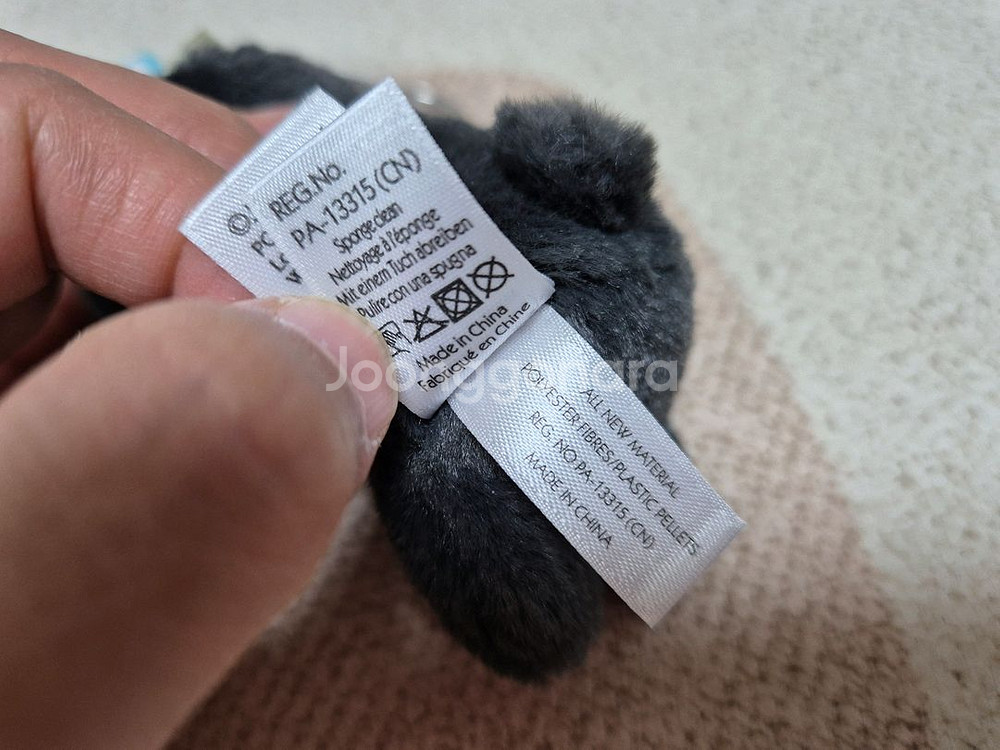 REG.No.
PA-13315 (CN)
Sponge clean
Nettoyage à l'éponge
Mit einem Tuch abreiben
Pulire con una spugna
Made in China
Fabriqué en Chine
ALL NEW MATERIAL
POLYESTER FIBRES/PLASTIC PELLETS
REG. NO PA-13315 (CN)
MADE IN CHINA
Joonggonara